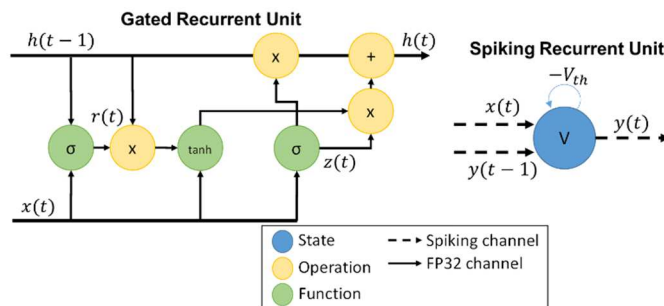 Gated Recurrent Unit
h(t−1)
x
+
h(t)
r(t)
x
σ
x
tanh
σ
z(t)
x(t)
Spiking Recurrent Unit
−V_th
x(t)
V
y(t)
y(t−1)
State
Operation
Function
Spiking channel
FP32 channel